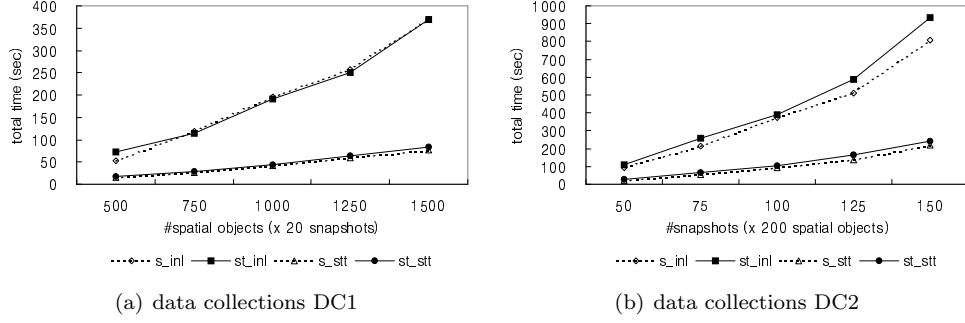 400
350
300
250
200
150
100
50
0
total time (sec)
500 750 1000 1250 1500
#spatial objects (x 20 snapshots)
s_inl st_inl s_stt st_stt
(a) data collections DC1
1000
900
800
700
600
500
400
300
200
100
0
total time (sec)
50 75 100 125 150
#snapshots (x 200 spatial objects)
s_inl st_inl s_stt st_stt
(b) data collections DC2